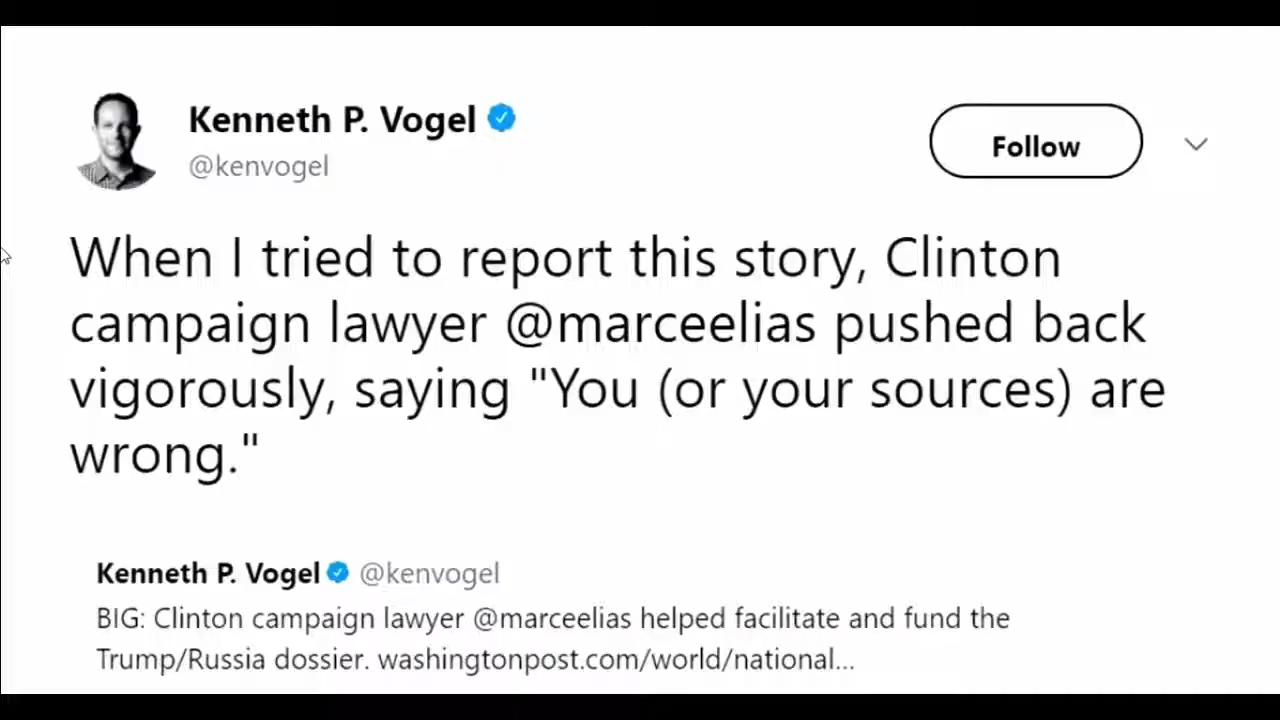 Kenneth P. Vogel
@kenvogel
Follow
When I tried to report this story, Clinton
campaign lawyer @marceelias pushed back
vigorously, saying "You (or your sources) are
wrong."
Kenneth P. Vogel @kenvogel
BIG: Clinton campaign lawyer @marceelias helped facilitate and fund the
Trump/Russia dossier. washingtonpost.com/world/national...